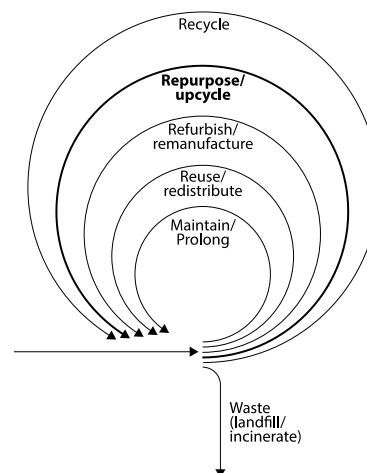 Recycle
Repurpose/
upcycle
Refurbish/
remanufacture
Reuse/
redistribute
Maintain/
Prolong
Waste
(landfill/
incinerate)